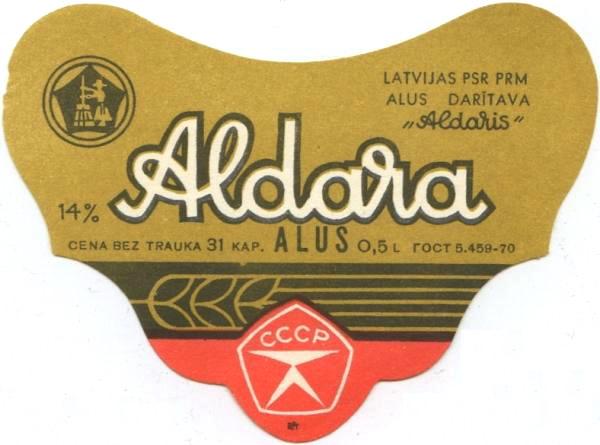 LATVIJAS PSR PRM
ALUS DARĪTAVA
„Aldaris"
Aldara
14%
CENA BEZ TRAUKA 31 KAP. ALUS 0,5 L ГОСТ 5.459-70
СССР